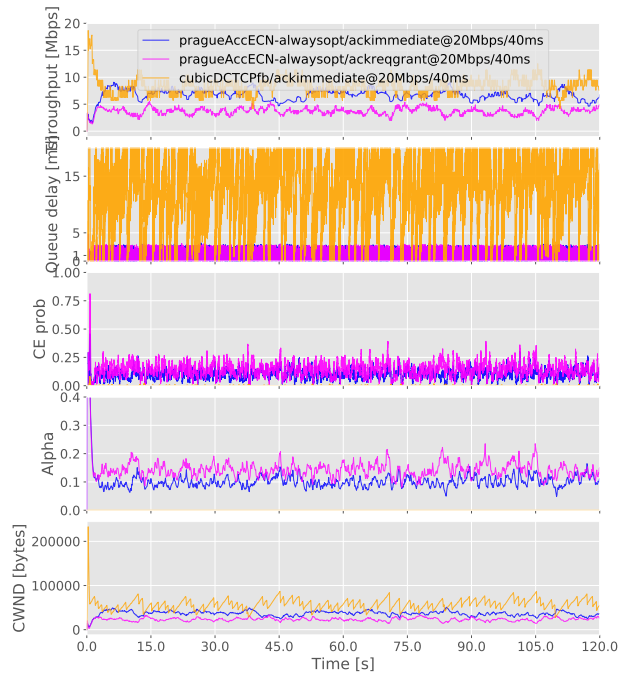 Throughput [Mbps]
20
15
10
5
0
pragueAccECN-alwaysopt/ackimmediate@20Mbps/40ms
pragueAccECN-alwaysopt/ackreqgrant@20Mbps/40ms
cubicDCTCPfb/ackimmediate@20Mbps/40ms
Queue delay [ms]
15
5
1
0
CE prob
1.00
0.75
0.50
0.25
0.00
Alpha
0.4
0.3
0.2
0.1
0.0
CWND [bytes]
200000
100000
0
0.0 15.0 30.0 45.0 60.0 75.0 90.0 105.0 120.0
Time [s]